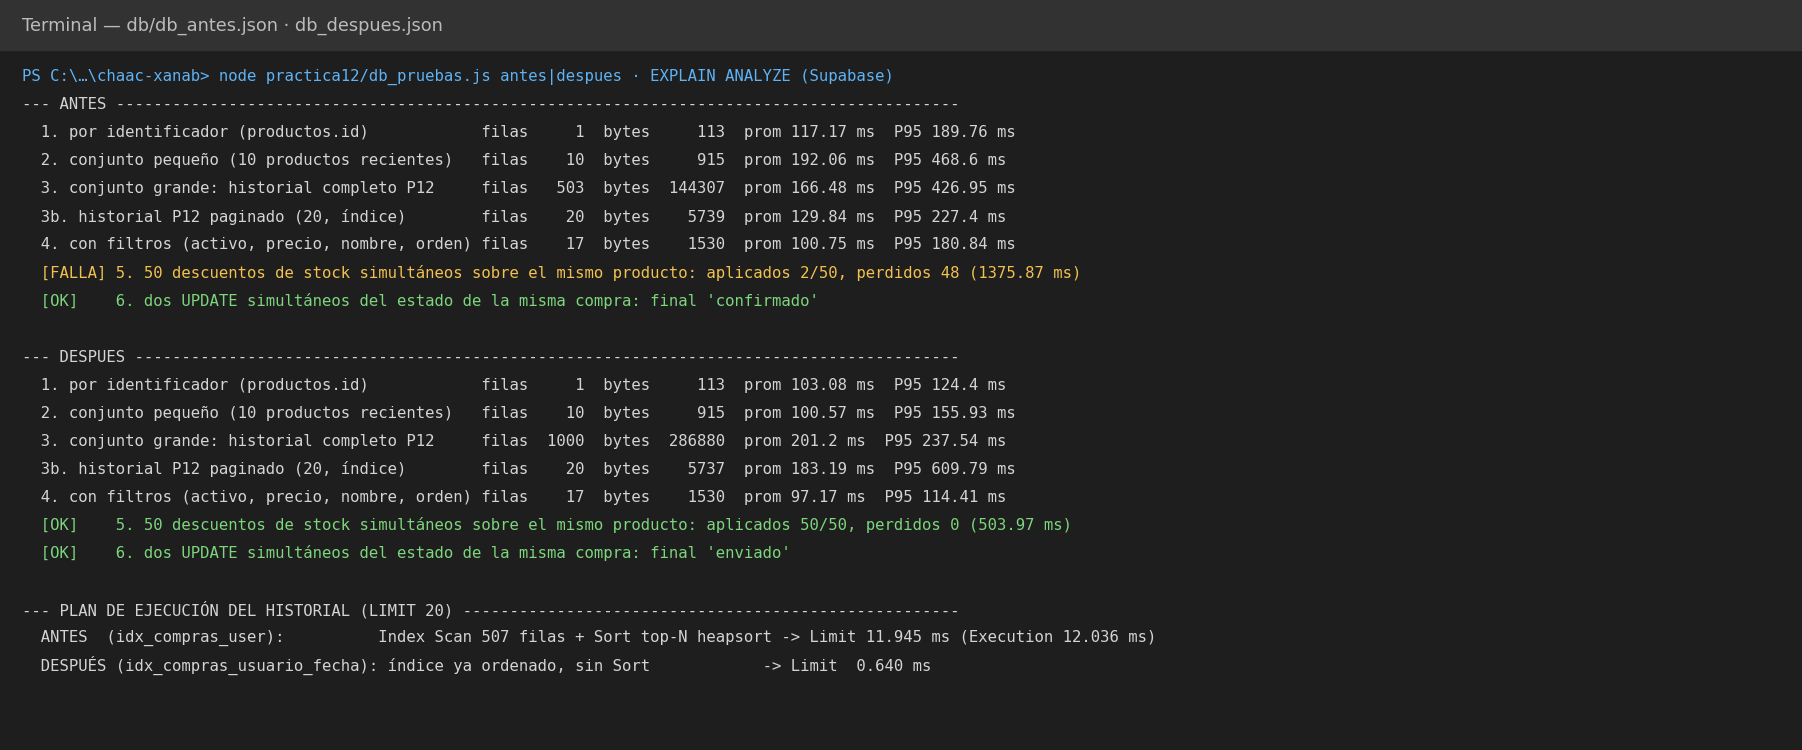 Terminal — db/db_antes.json · db_despues.json
PS C:\…\chaac-xanab> node practica12/db_pruebas.js antes|despues · EXPLAIN ANALYZE (Supabase)
--- ANTES ------------------------------------------------------------------------------------------
  1. por identificador (productos.id)            filas     1  bytes     113  prom 117.17 ms  P95 189.76 ms
  2. conjunto pequeño (10 productos recientes)   filas    10  bytes     915  prom 192.06 ms  P95 468.6 ms
  3. conjunto grande: historial completo P12     filas   503  bytes  144307  prom 166.48 ms  P95 426.95 ms
  3b. historial P12 paginado (20, índice)        filas    20  bytes    5739  prom 129.84 ms  P95 227.4 ms
  4. con filtros (activo, precio, nombre, orden) filas    17  bytes    1530  prom 100.75 ms  P95 180.84 ms
  [FALLA] 5. 50 descuentos de stock simultáneos sobre el mismo producto: aplicados 2/50, perdidos 48 (1375.87 ms)
  [OK]    6. dos UPDATE simultáneos del estado de la misma compra: final 'confirmado'
--- DESPUES ----------------------------------------------------------------------------------------
  1. por identificador (productos.id)            filas     1  bytes     113  prom 103.08 ms  P95 124.4 ms
  2. conjunto pequeño (10 productos recientes)   filas    10  bytes     915  prom 100.57 ms  P95 155.93 ms
  3. conjunto grande: historial completo P12     filas  1000  bytes  286880  prom 201.2 ms  P95 237.54 ms
  3b. historial P12 paginado (20, índice)        filas    20  bytes    5737  prom 183.19 ms  P95 609.79 ms
  4. con filtros (activo, precio, nombre, orden) filas    17  bytes    1530  prom 97.17 ms  P95 114.41 ms
  [OK]    5. 50 descuentos de stock simultáneos sobre el mismo producto: aplicados 50/50, perdidos 0 (503.97 ms)
  [OK]    6. dos UPDATE simultáneos del estado de la misma compra: final 'enviado'
--- PLAN DE EJECUCIÓN DEL HISTORIAL (LIMIT 20) -----------------------------------------------------
  ANTES  (idx_compras_user):          Index Scan 507 filas + Sort top-N heapsort -> Limit 11.945 ms (Execution 12.036 ms)
  DESPUÉS (idx_compras_usuario_fecha): índice ya ordenado, sin Sort            -> Limit  0.640 ms